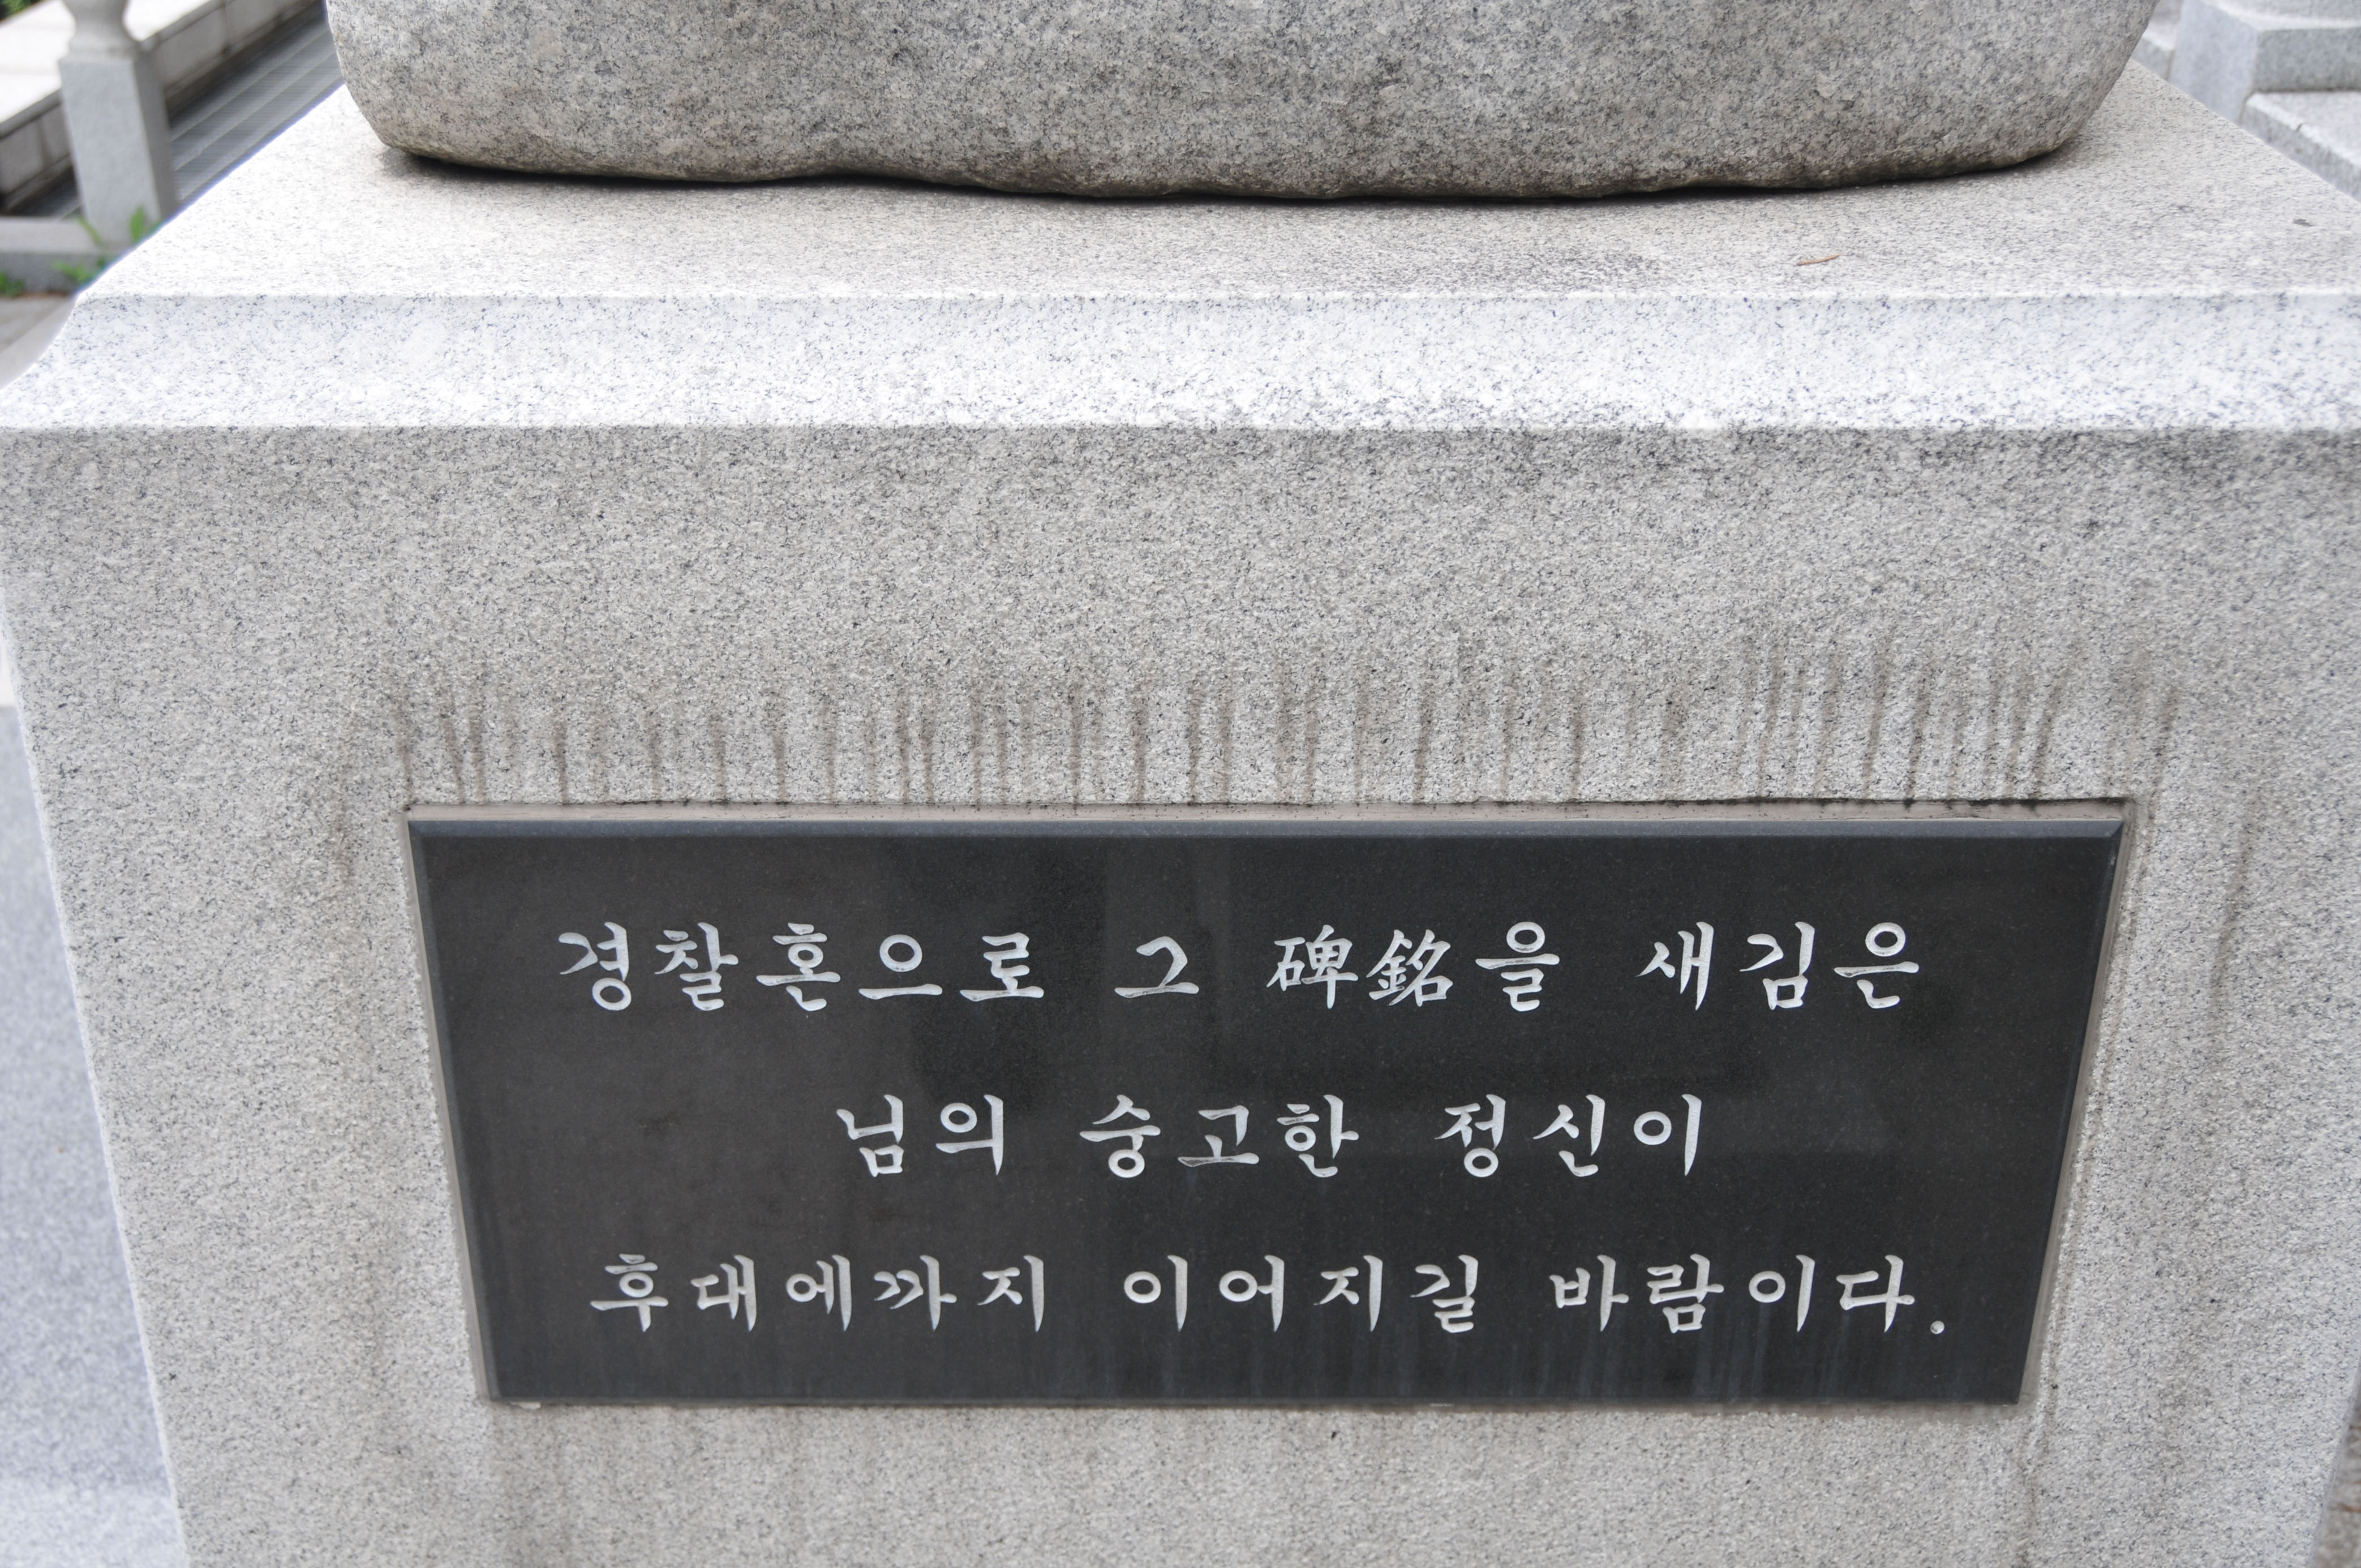 경찰혼으로 그 碑銘을 새김은
님의 숭고한 정신이
후대에까지 이어지길 바람이다.